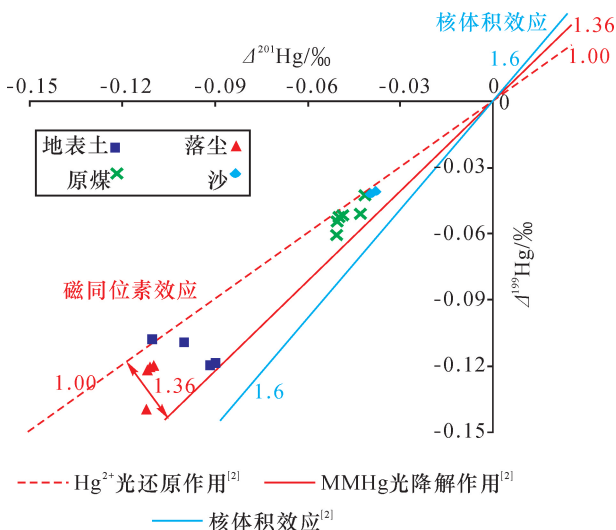 核体积效应
1.36
Δ²⁰¹Hg/‰
1.6
1.00
-0.15 -0.12 -0.09 -0.06 -0.03 0
0
地表土 落尘
原煤 沙
-0.03
-0.06
Δ¹⁹⁹Hg/‰
-0.09
磁同位素效应
-0.12
1.00 1.36 1.6
-0.15
Hg²⁺光还原作用[2] MMHg光降解作用[2]
核体积效应[2]